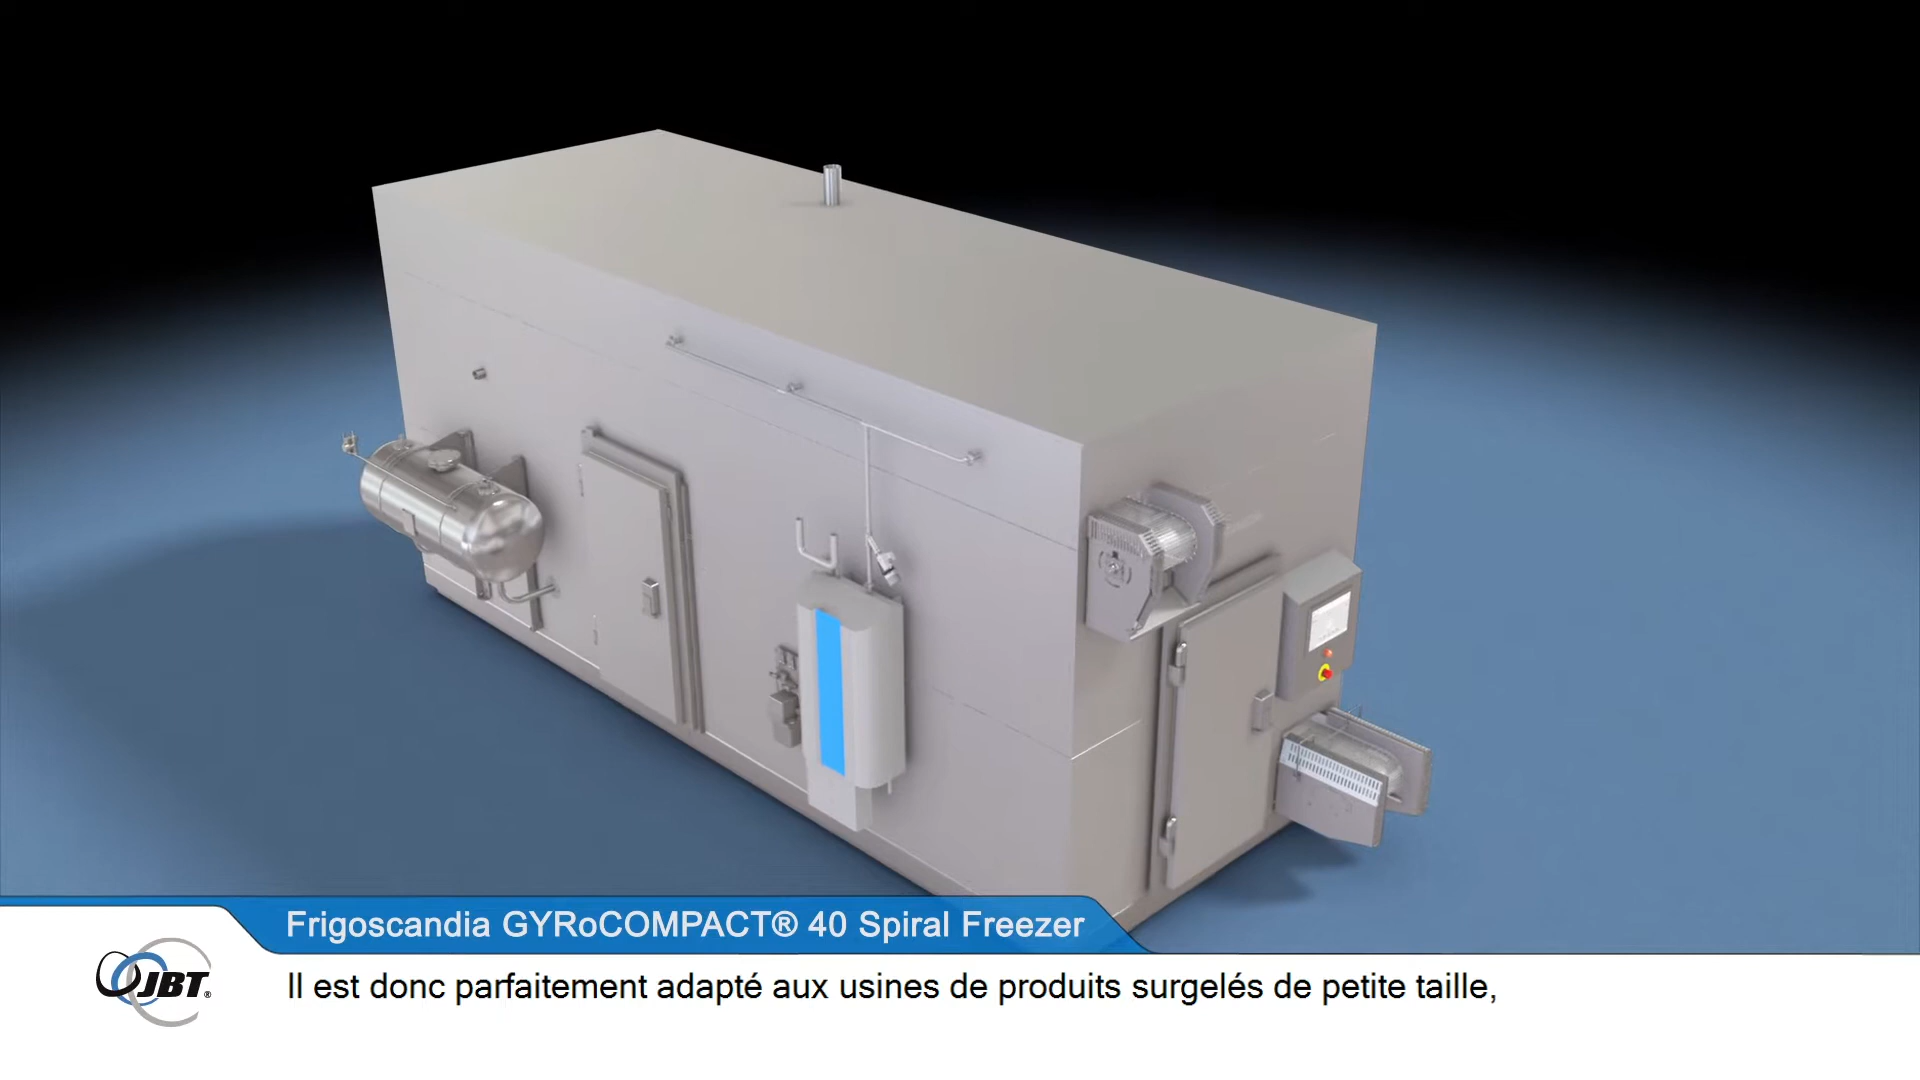 Frigoscandia GYRoCOMPACT® 40 Spiral Freezer
JBT®
Il est donc parfaitement adapté aux usines de produits surgelés de petite taille,